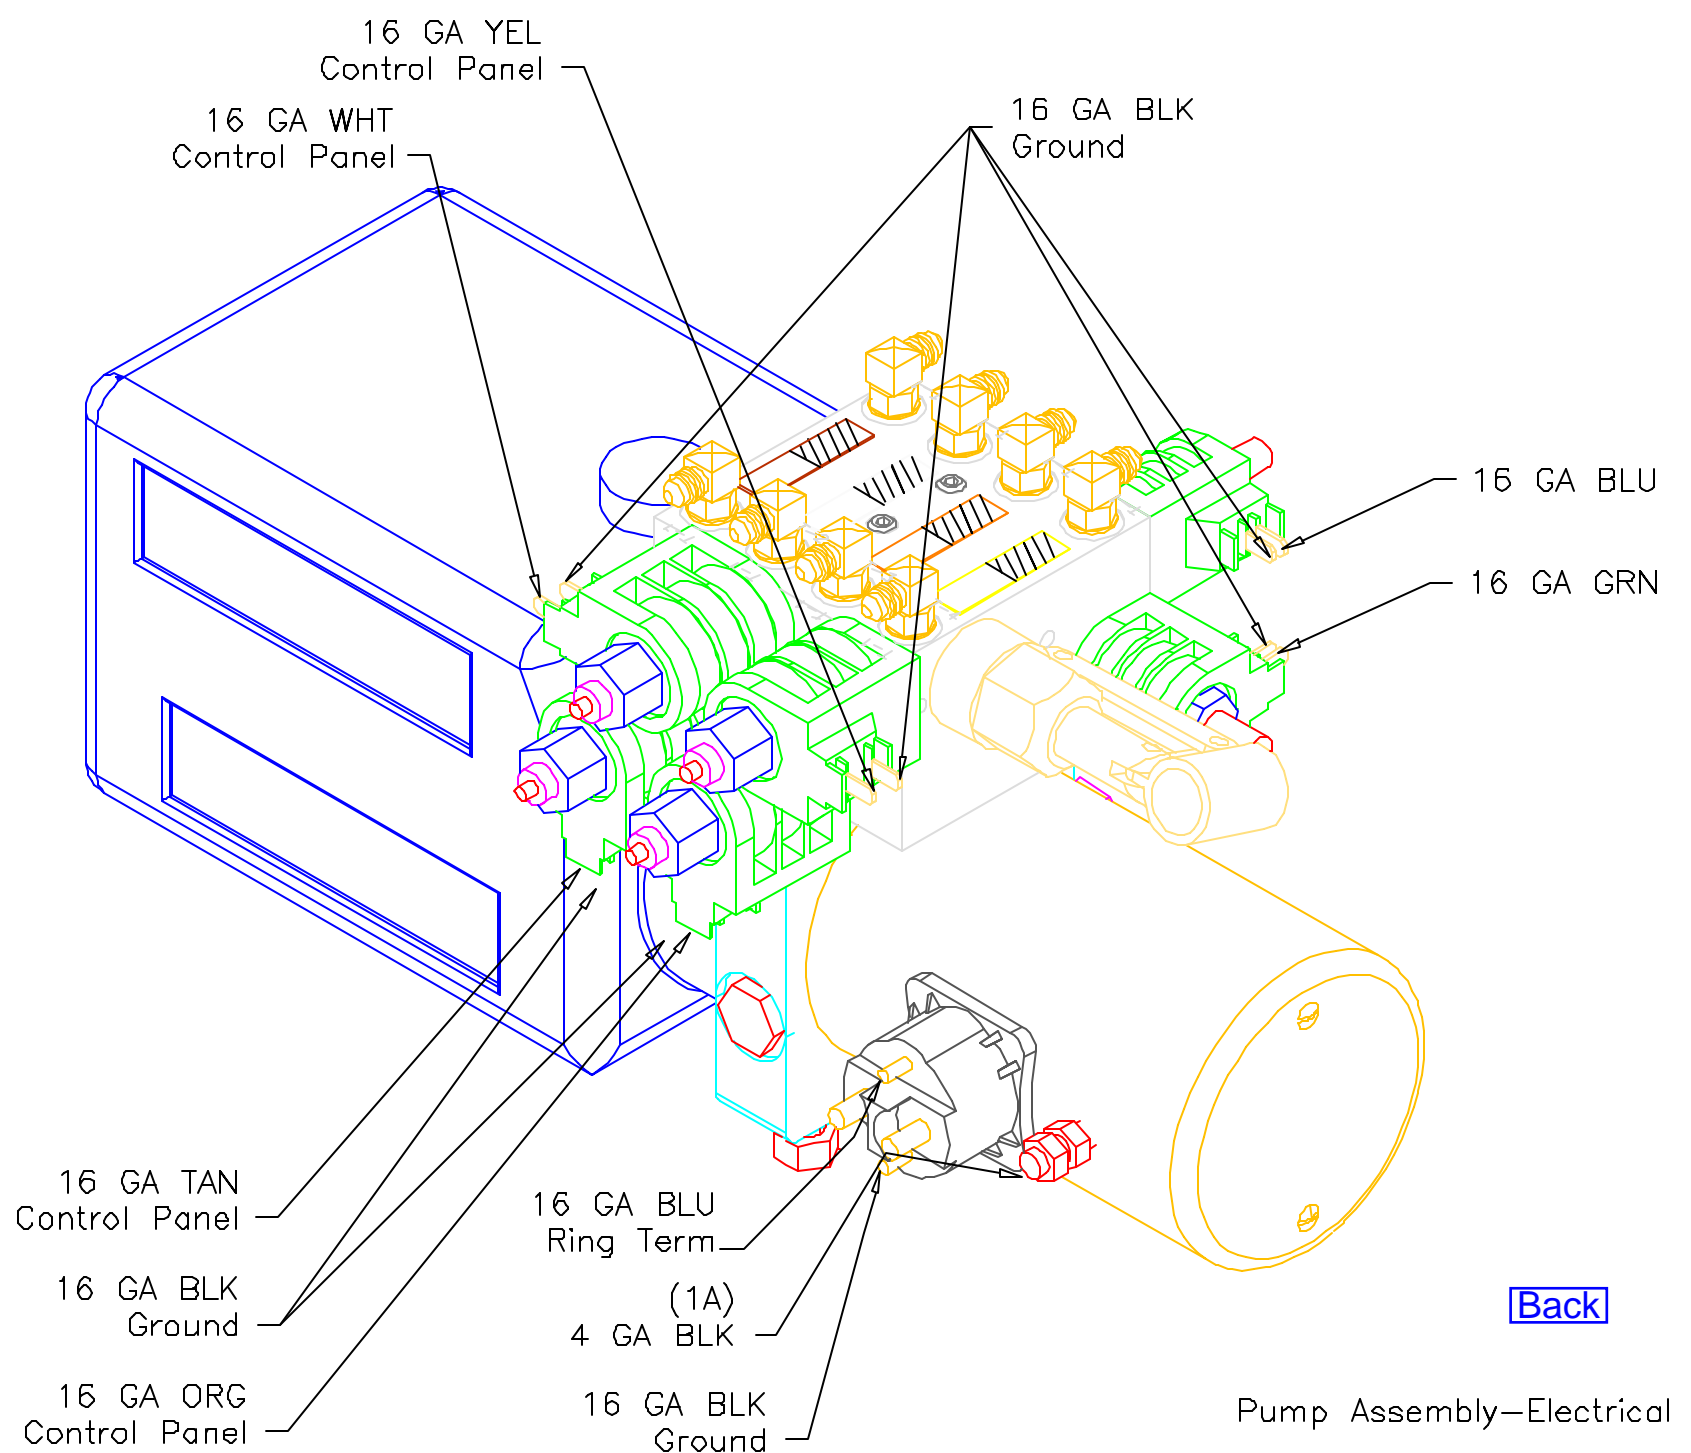 16 GA YEL
Control Panel
16 GA WHT
Control Panel
16 GA BLK
Ground
16 GA BLU
16 GA GRN
16 GA TAN
Control Panel
16 GA BLK
Ground
16 GA ORG
Control Panel
16 GA BLU
Ring Term
(1A)
4 GA BLK
16 GA BLK
Ground
Back
Pump Assembly-Electrical